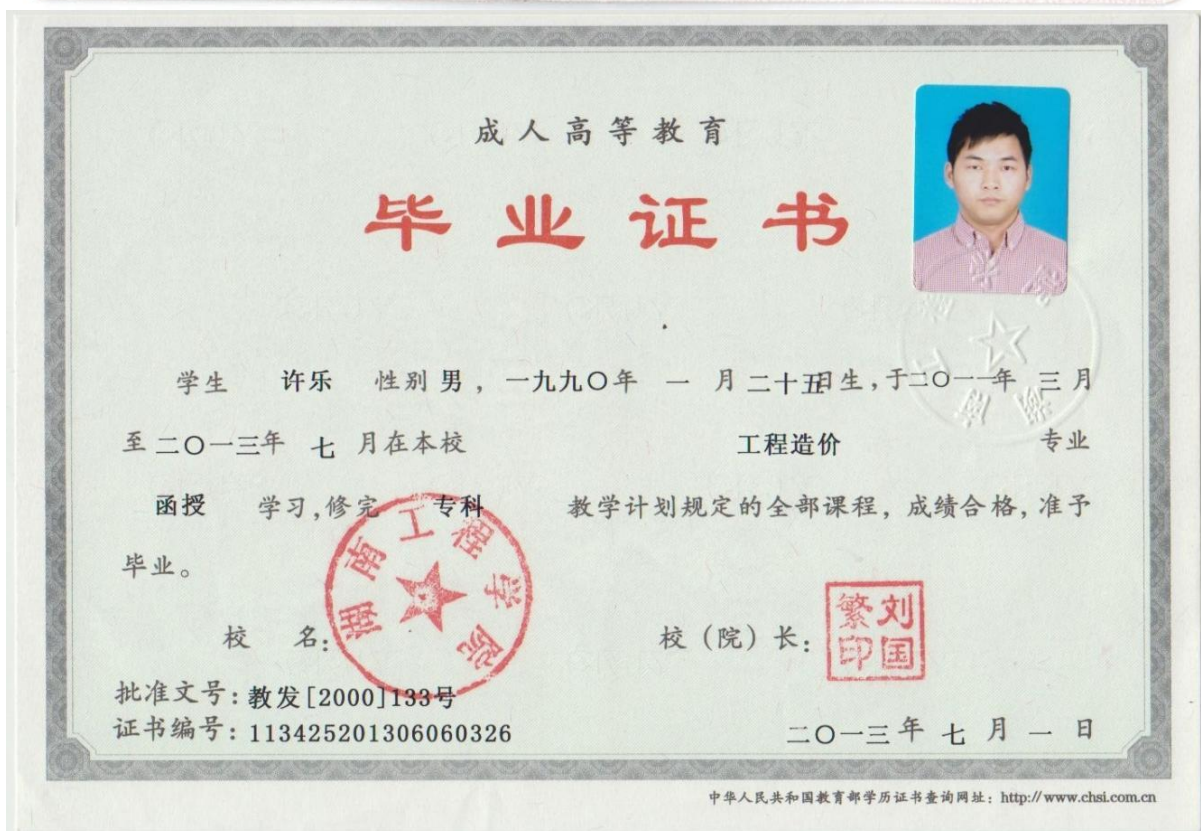 成人高等教育
毕业证书
学生 许乐 性别 男，一九九〇年 一 月 二十五日生，于二〇一一年 三 月
至 二〇一三年 七 月在本校 工程造价 专业
函授 学习，修完 专科 教学计划规定的全部课程，成绩合格，准予
毕业。
湖南工程学院
校 名： 校（院）长：
刘国繁印
批准文号：教发[2000]133号
证书编号：113425201306060326
二〇一三年 七 月 一 日
中华人民共和国教育部学历证书查询网址：http://www.chsi.com.cn